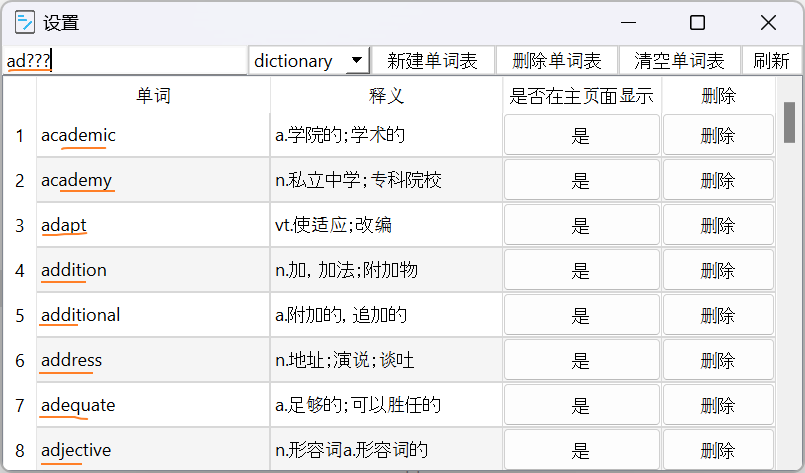 设置
ad??? dictionary 新建单词表 删除单词表 清空单词表 刷新
单词 释义 是否在主页面显示 删除
1 academic a.学院的;学术的 是 删除
2 academy n.私立中学;专科院校 是 删除
3 adapt vt.使适应;改编 是 删除
4 addition n.加, 加法;附加物 是 删除
5 additional a.附加的, 追加的 是 删除
6 address n.地址;演说;谈吐 是 删除
7 adequate a.足够的;可以胜任的 是 删除
8 adjective n.形容词a.形容词的 是 删除